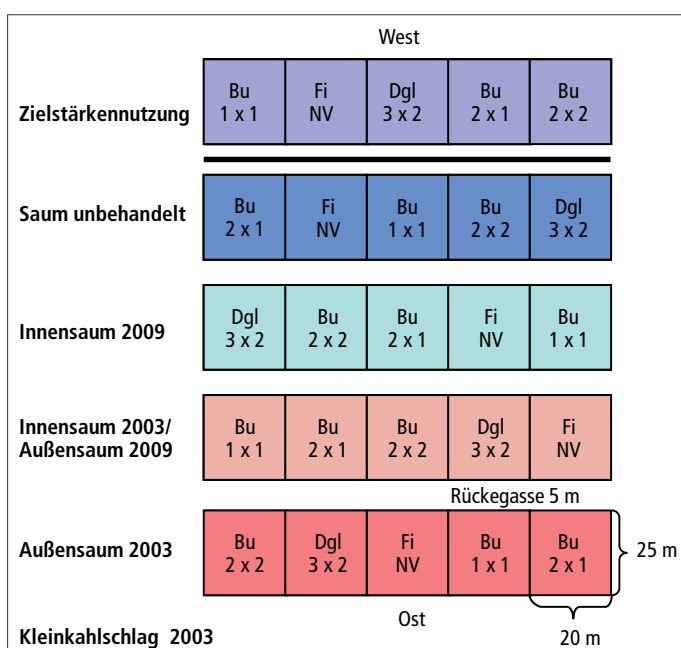 West
Zielstärkennutzung
Bu Fi Dgl Bu Bu
1 x 1 NV 3 x 2 2 x 1 2 x 2
Saum unbehandelt
Bu Fi Bu Bu Dgl
2 x 1 NV 1 x 1 2 x 2 3 x 2
Innensaum 2009
Dgl Bu Bu Fi Bu
3 x 2 2 x 2 2 x 1 NV 1 x 1
Innensaum 2003/
Außensaum 2009
Bu Bu Bu Dgl Fi
1 x 1 2 x 1 2 x 2 3 x 2 NV
Rückegasse 5 m
Außensaum 2003
Bu Dgl Fi Bu Bu
2 x 2 3 x 2 NV 1 x 1 2 x 1
25 m
Ost
Kleinkahlschlag 2003
20 m